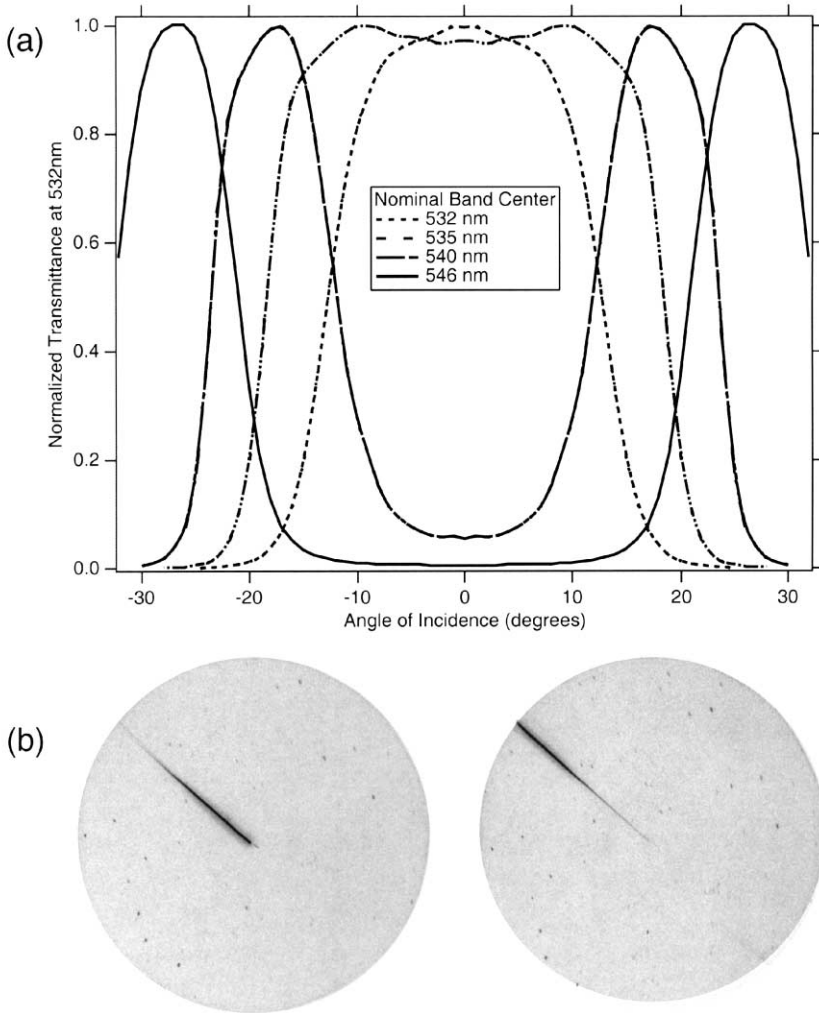 (a)
Normalized Transmittance at 532nm
1.0
0.8
0.6
0.4
0.2
0.0
Nominal Band Center
532 nm
535 nm
540 nm
546 nm
-30
-20
-10
0
10
20
30
Angle of Incidence (degrees)
(b)